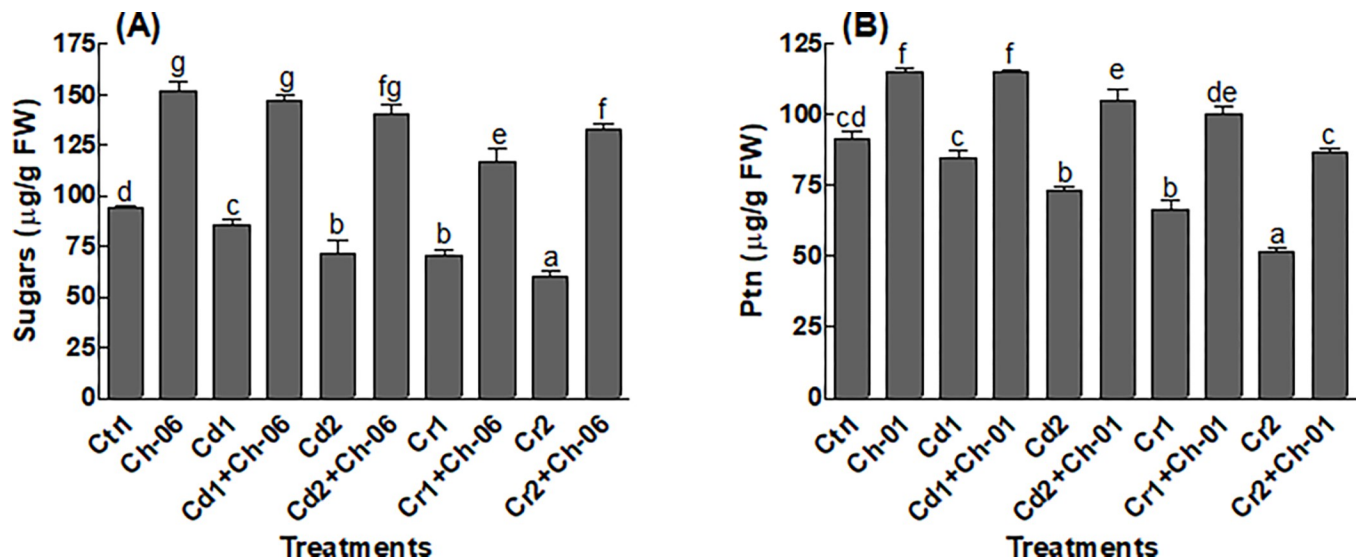 (A)
Sugars (µg/g FW)
175
150
125
100
75
50
25
0
d
g
c
g
b
fg
b
e
a
f
Ctrl
Ch-06
Cd1
Cd1+Ch-06
Cd2
Cd2+Ch-06
Cr1
Cr1+Ch-06
Cr2
Cr2+Ch-06
Treatments
(B)
Ptn (µg/g FW)
125
100
75
50
25
0
cd
f
c
f
b
e
b
de
a
c
Ctrl
Ch-01
Cd1
Cd1+Ch-01
Cd2
Cd2+Ch-01
Cr1
Cr1+Ch-01
Cr2
Cr2+Ch-01
Treatments